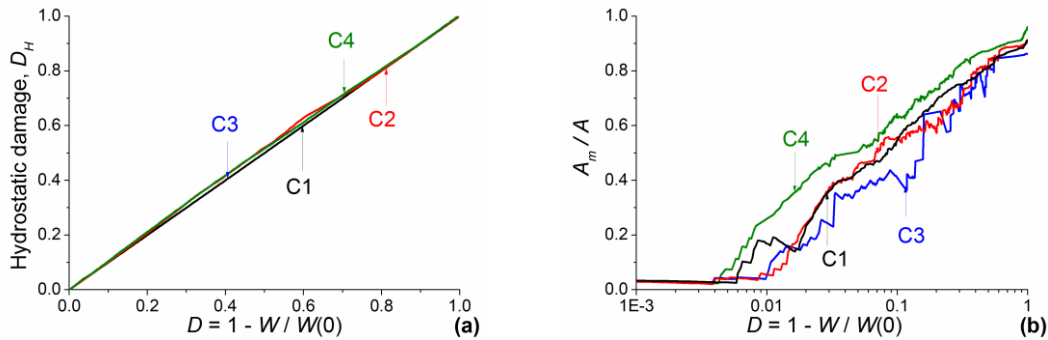 1.0
0.8
0.6
0.4
0.2
0.0
Hydrostatic damage, D_H
C4
C3
C2
C1
0.0 0.2 0.4 0.6 0.8 1.0
D = 1 - W / W(0)
(a)
1.0
0.8
0.6
0.4
0.2
0.0
A_m / A
C2
C4
C3
C1
1E-3 0.01 0.1 1
D = 1 - W / W(0)
(b)